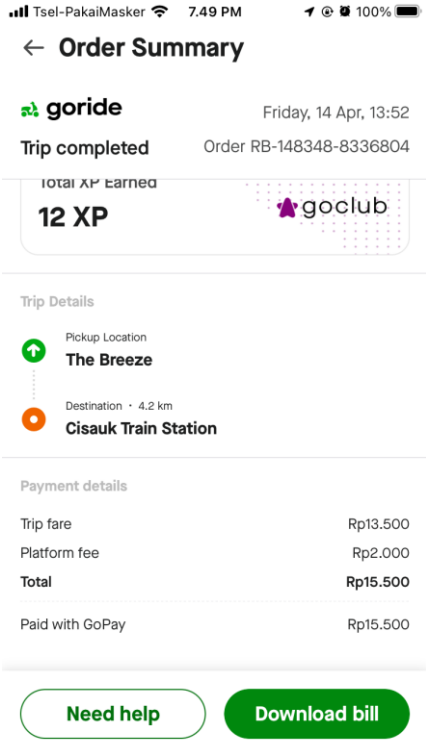 Tsel-PakaiMasker 7.49 PM 100%
Order Summary
goride
Friday, 14 Apr, 13:52
Trip completed
Order RB-148348-8336804
Total XP Earned
12 XP
goclub
Trip Details
Pickup Location
The Breeze
Destination • 4.2 km
Cisauk Train Station
Payment details
Trip fare Rp13.500
Platform fee Rp2.000
Total Rp15.500
Paid with GoPay Rp15.500
Need help Download bill